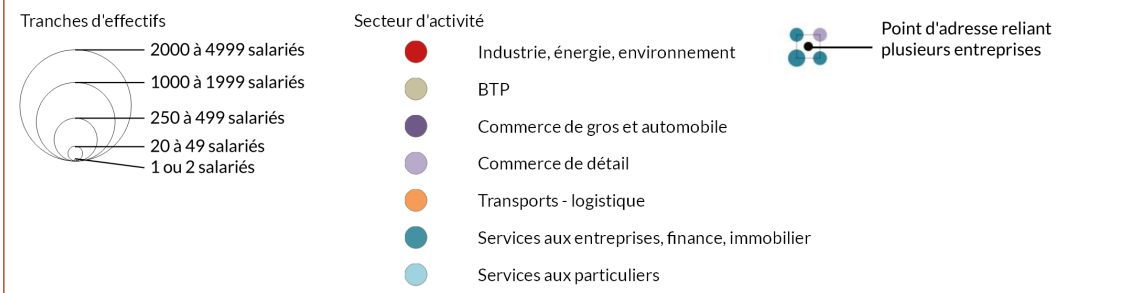 Tranches d'effectifs
2000 à 4999 salariés
1000 à 1999 salariés
250 à 499 salariés
20 à 49 salariés
1 ou 2 salariés
Secteur d'activité
Industrie, énergie, environnement
BTP
Commerce de gros et automobile
Commerce de détail
Transports - logistique
Services aux entreprises, finance, immobilier
Services aux particuliers
Point d'adresse reliant
plusieurs entreprises